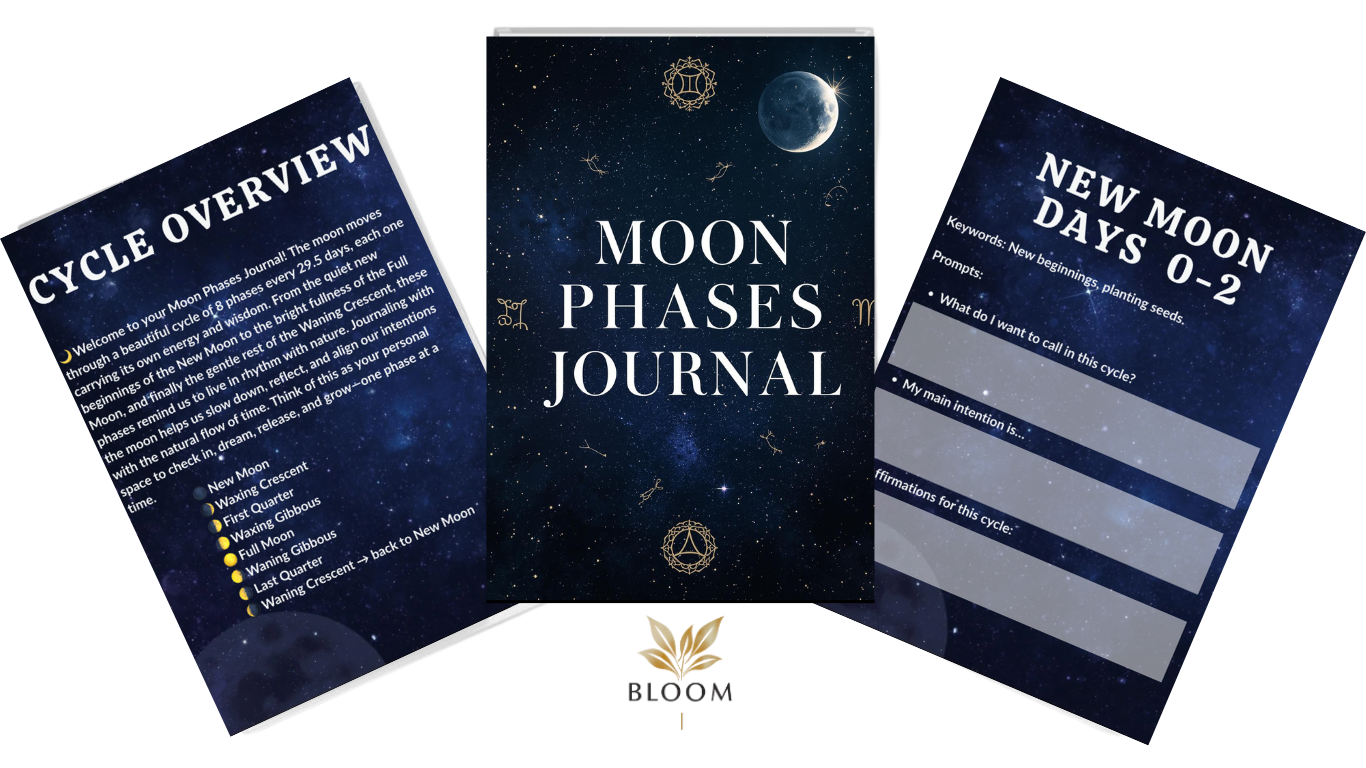 CYCLE OVERVIEW
🌙Welcome to your Moon Phases Journal! The moon moves
through a beautiful cycle of 8 phases every 29.5 days, each one
carrying its own energy and wisdom. From the quiet new
beginnings of the New Moon to the bright fullness of the Full
Moon, and finally the gentle rest of the Waning Crescent, these
phases remind us to live in rhythm with nature. Journaling with
the moon helps us slow down, reflect, and align our intentions
with the natural flow of time. Think of this as your personal
space to check in, dream, release, and grow—one phase at a
time.
🌑New Moon
🌒Waxing Crescent
🌓First Quarter
🌔Waxing Gibbous
🌕Full Moon
🌖Waning Gibbous
🌗Last Quarter
🌘Waning Crescent → back to New Moon
MOON
PHASES
JOURNAL
BLOOM
NEW MOON
DAYS 0-2
Keywords: New beginnings, planting seeds.
Prompts:
• What do I want to call in this cycle?
• My main intention is...
ffirmations for this cycle: